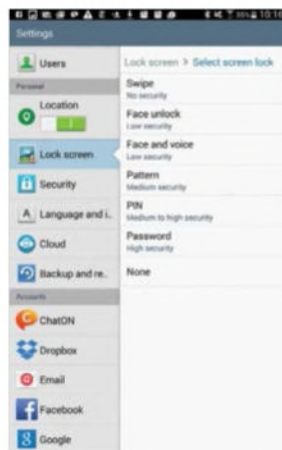 10:16
Settings
Users
Personal
Location
Lock screen
Security
Language and i..
Cloud
Backup and re..
Accounts
ChatON
Dropbox
Email
Facebook
Google
Lock screen > Select screen lock
Swipe
No security
Face unlock
Low security
Face and voice
Low security
Pattern
Medium security
PIN
Medium to high security
Password
High security
None